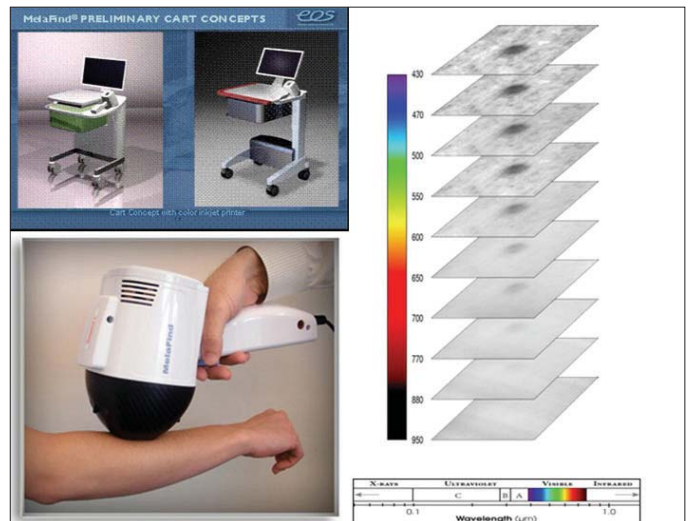 MelaFind® PRELIMINARY CART CONCEPTS
eos
Cart Concept with color inkjet printer
MelaFind
430
470
500
550
600
650
700
770
880
950
X-RAYS ULTRAVIOLET VISIBLE INFRARED
C B A
0.1 1.0
Wavelength (µm)